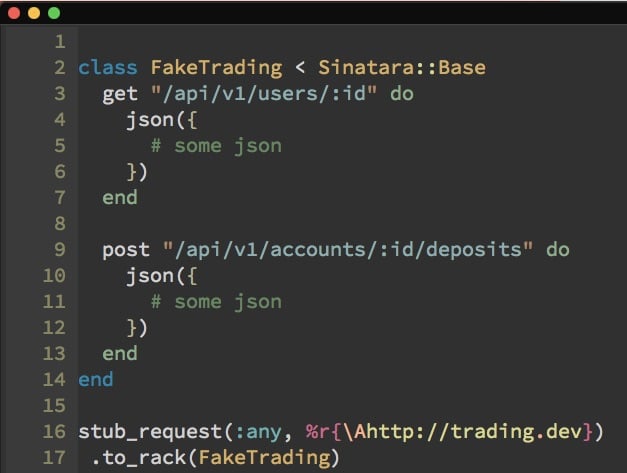 1
2 class FakeTrading < Sinatara::Base
3   get "/api/v1/users/:id" do
4     json({
5       # some json
6     })
7   end
8
9   post "/api/v1/accounts/:id/deposits" do
10     json({
11       # some json
12     })
13   end
14 end
15
16 stub_request(:any, %r{\Ahttp://trading.dev})
17  .to_rack(FakeTrading)